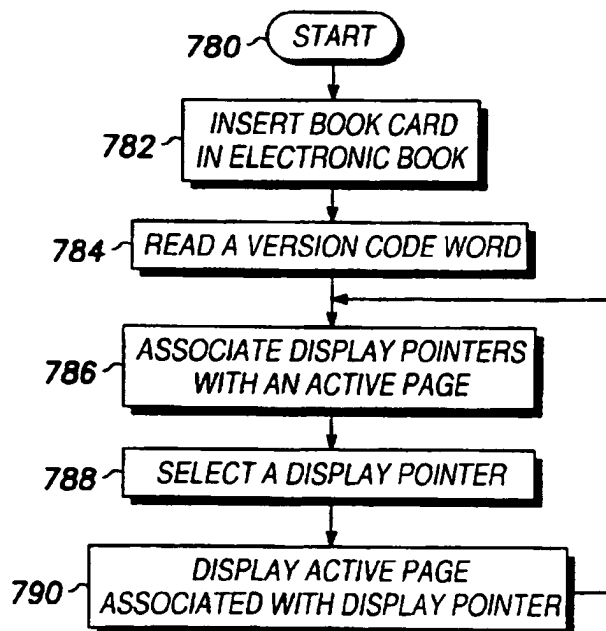 780
START
782
INSERT BOOK CARD
IN ELECTRONIC BOOK
784
READ A VERSION CODE WORD
786
ASSOCIATE DISPLAY POINTERS
WITH AN ACTIVE PAGE
788
SELECT A DISPLAY POINTER
790
DISPLAY ACTIVE PAGE
ASSOCIATED WITH DISPLAY POINTER